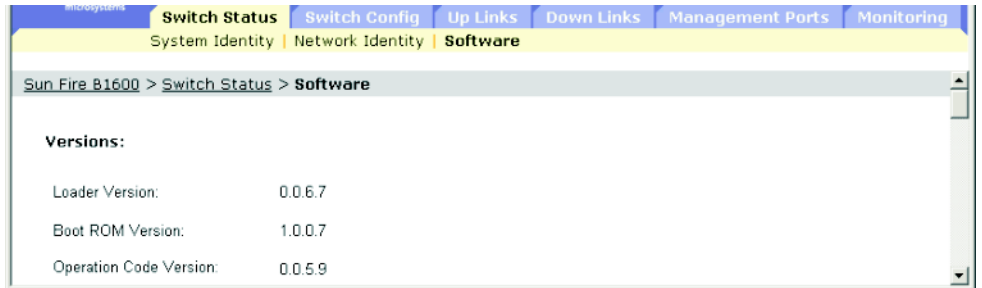 microsystems
Switch Status Switch Config Up Links Down Links Management Ports Monitoring
System Identity | Network Identity | Software
Sun Fire B1600 > Switch Status > Software
Versions:
Loader Version: 0.0.6.7
Boot ROM Version: 1.0.0.7
Operation Code Version: 0.0.5.9